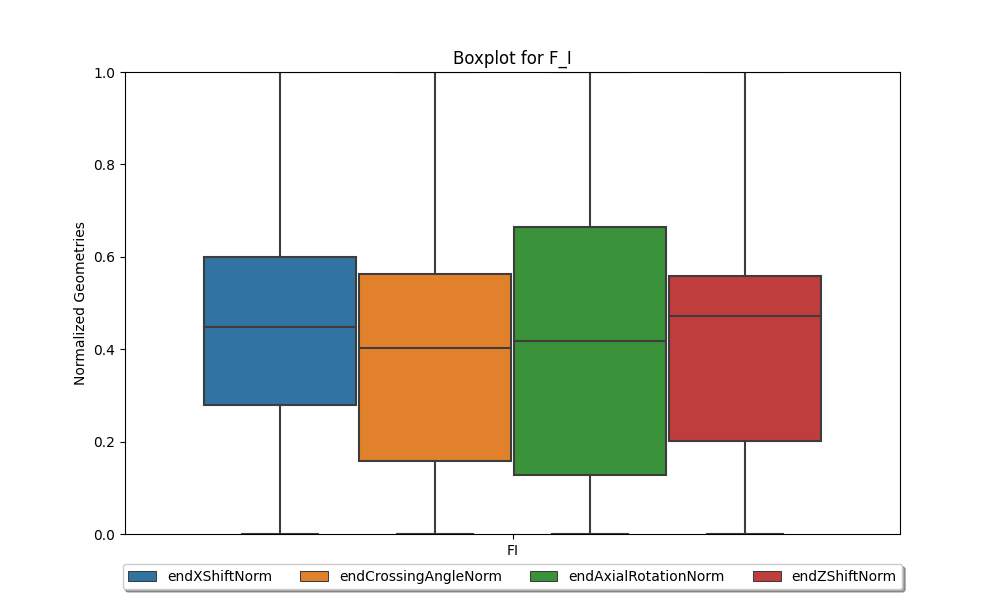 Boxplot for F_I
1.0
0.8
0.6
0.4
0.2
0.0
Normalized Geometries
FI
endXShiftNorm endCrossingAngleNorm endAxialRotationNorm endZShiftNorm